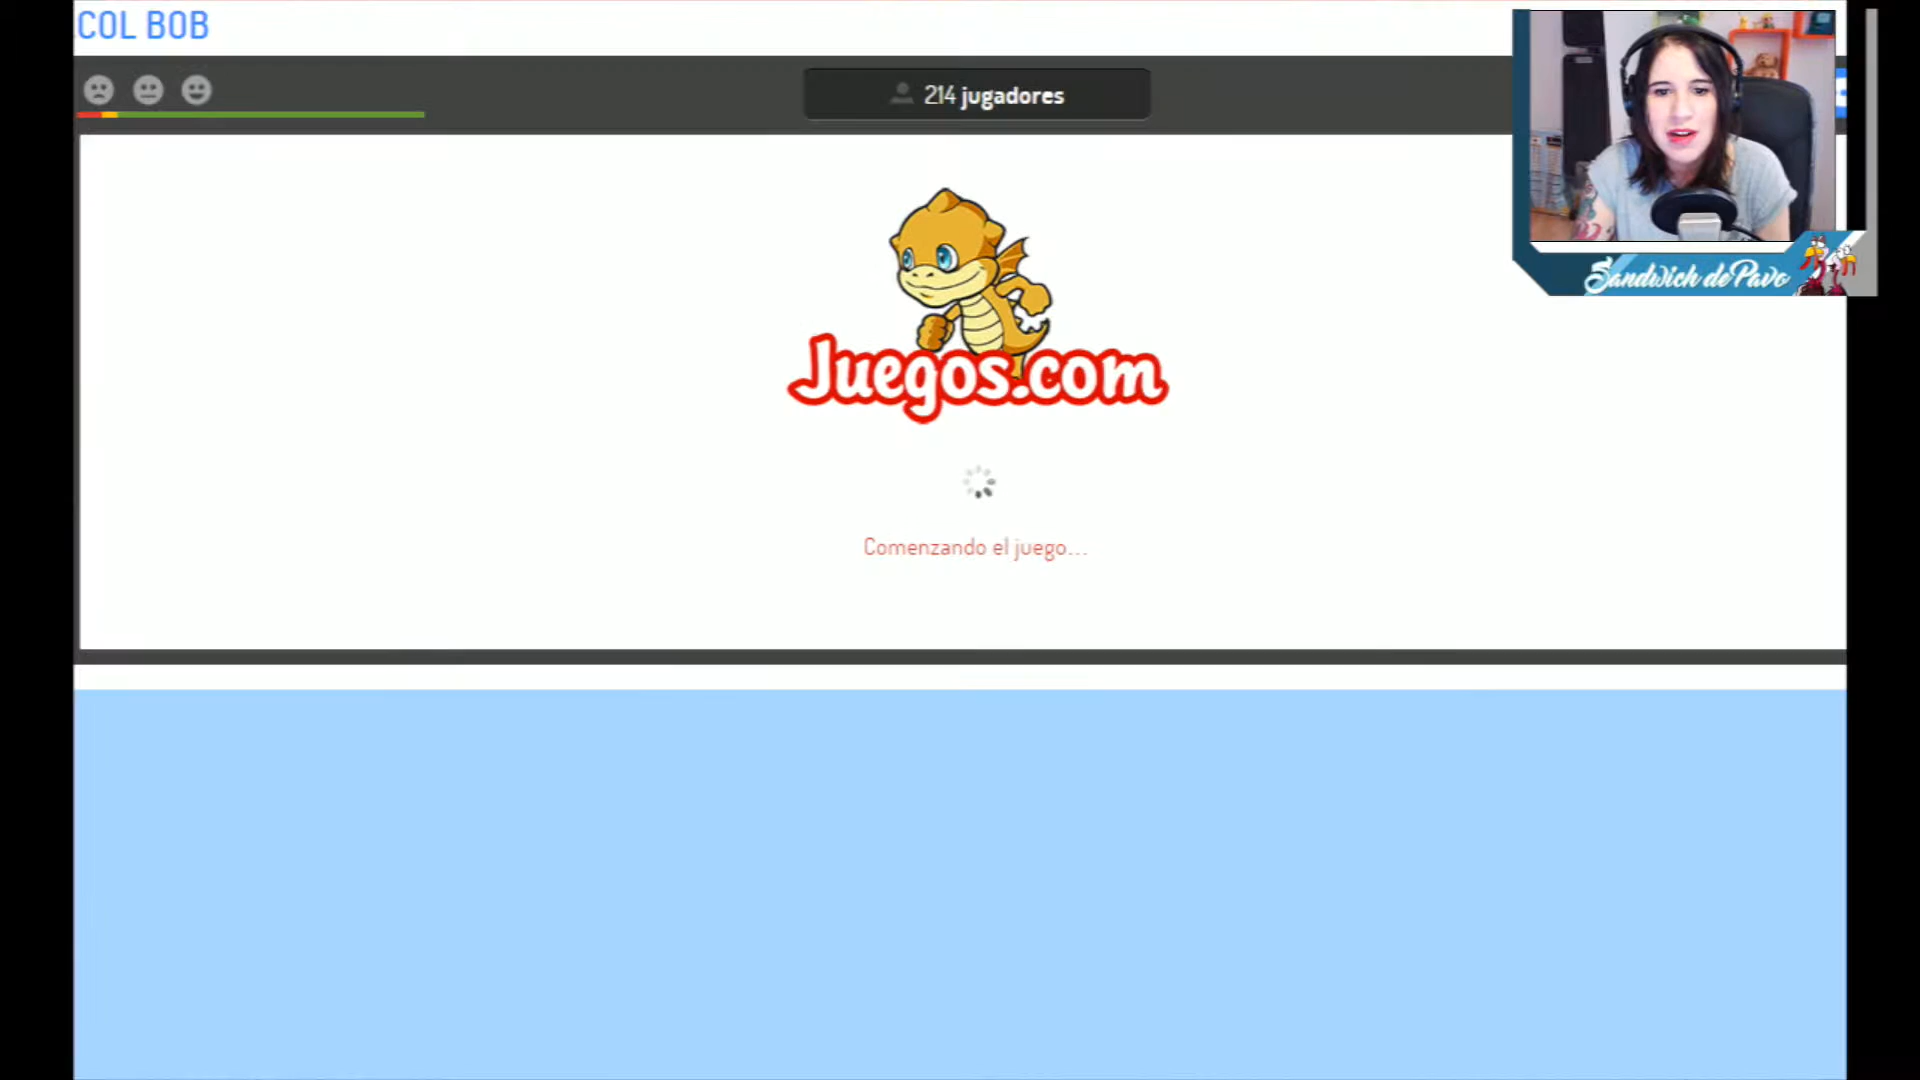 COL BOB
214 jugadores
Juegos.com
Comenzando el juego...
Sandwich de Pavo